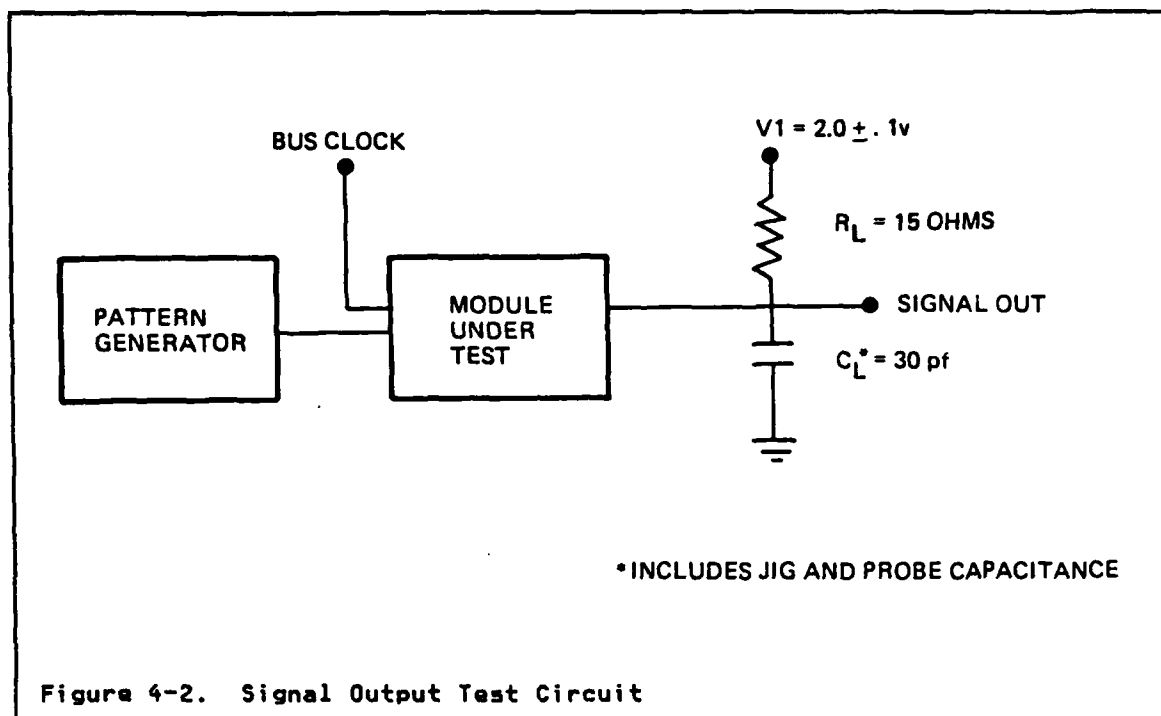 BUS CLOCK
V1 = 2.0 ± .1v
R_L = 15 OHMS
PATTERN
GENERATOR
MODULE
UNDER
TEST
SIGNAL OUT
C_L* = 30 pf
*INCLUDES JIG AND PROBE CAPACITANCE
Figure 4-2. Signal Output Test Circuit